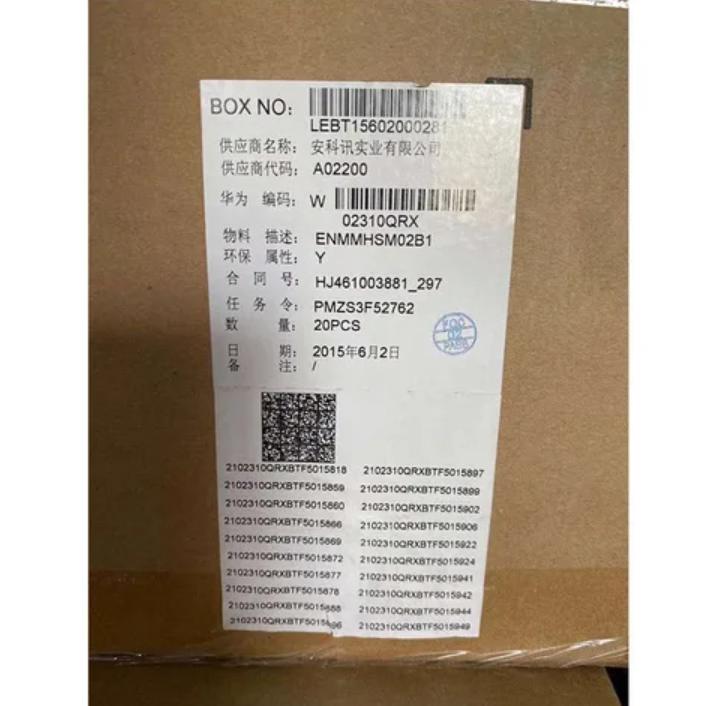 BOX NO:
LEBT15602000281
供应商名称: 安科讯实业有限公司
供应商代码: A02200
华为 编码: W
02310QRX
物料 描述: ENMMHSM02B1
环保 属性: Y
合 同 号: HJ461003881_297
任 务 令: PMZS3F52762
数 量: 20PCS
FQC
02
日 期: 2015年6月2日
备 注: /
2102310QRXBTF5015818 2102310QRXBTF5015897
2102310QRXBTF5015859 2102310QRXBTF5015899
2102310QRXBTF5015860 2102310QRXBTF5015902
2102310QRXBTF5015866 2102310QRXBTF5015906
2102310QRXBTF5015869 2102310QRXBTF5015922
2102310QRXBTF5015872 2102310QRXBTF5015924
2102310QRXBTF5015877 2102310QRXBTF5015941
2102310QRXBTF5015878 2102310QRXBTF5015942
2102310QRXBTF5015888 2102310QRXBTF5015944
2102310QRXBTF5015896 2102310QRXBTF5015949